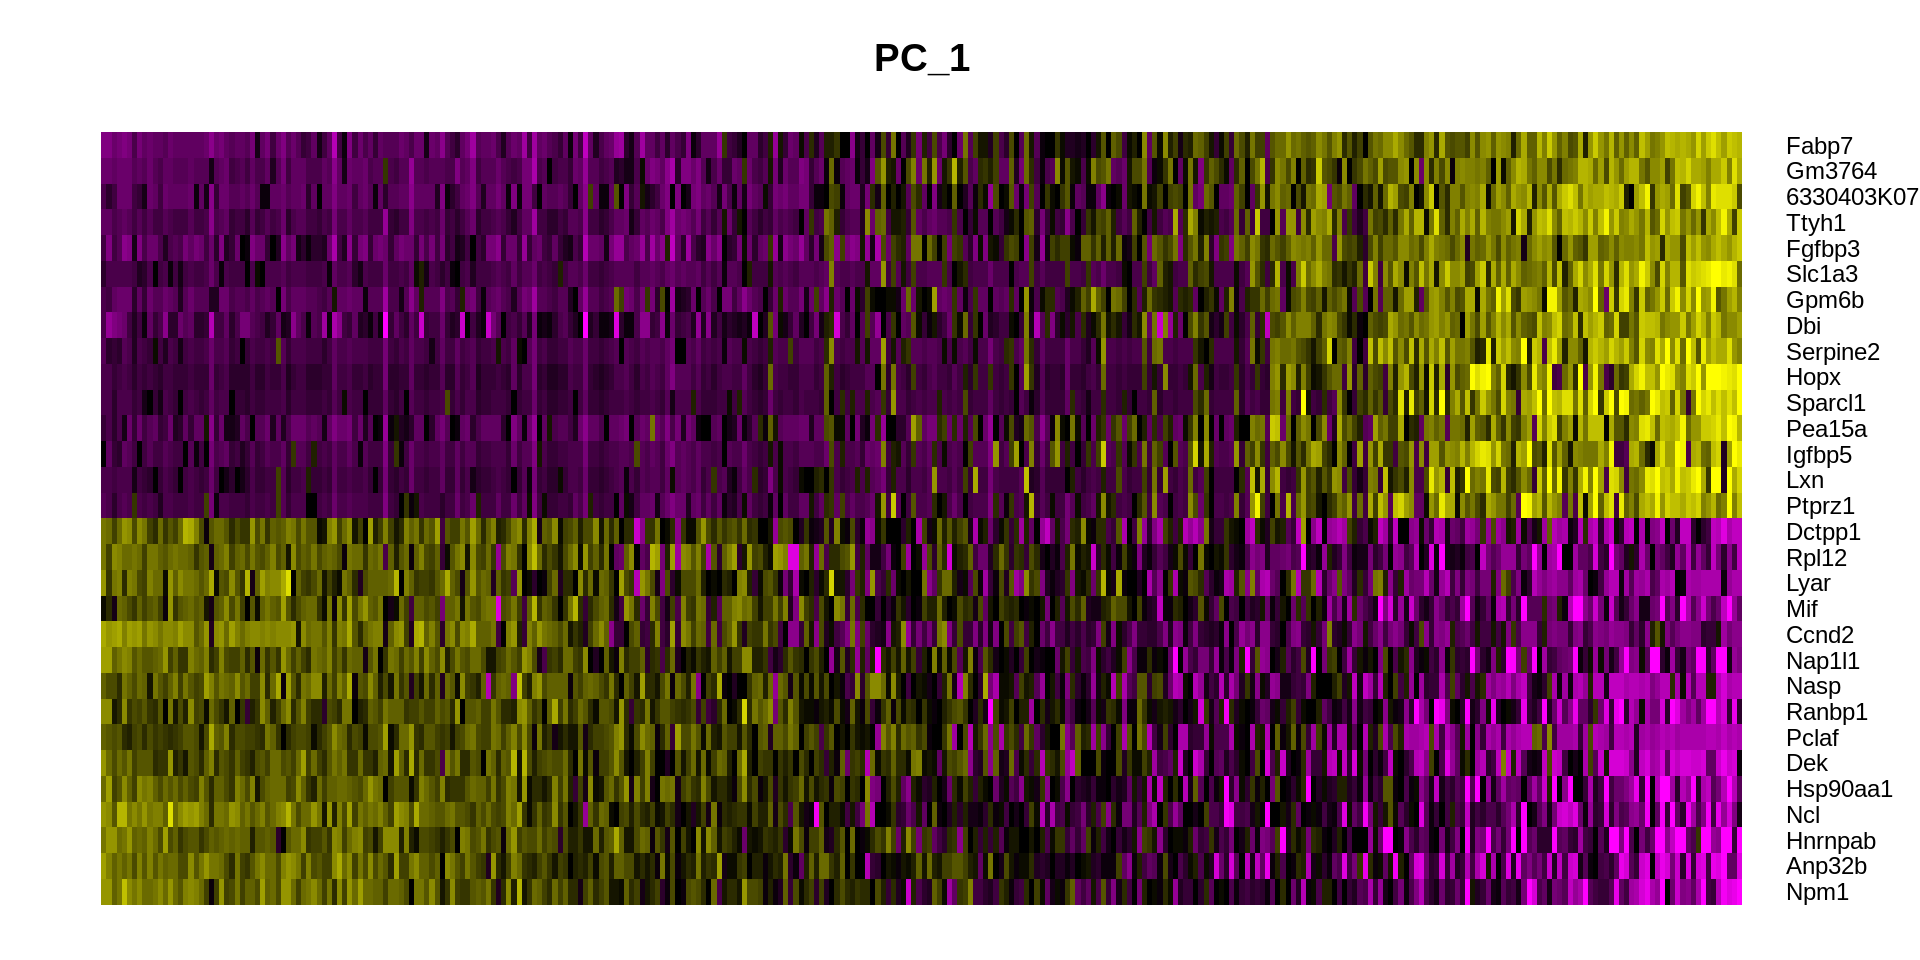 PC_1
Fabp7
Gm3764
6330403K07
Ttyh1
Fgfbp3
Slc1a3
Gpm6b
Dbi
Serpine2
Hopx
Sparcl1
Pea15a
Igfbp5
Lxn
Ptprz1
Dctpp1
Rpl12
Lyar
Mif
Ccnd2
Nap1l1
Nasp
Ranbp1
Pclaf
Dek
Hsp90aa1
Ncl
Hnrnpab
Anp32b
Npm1